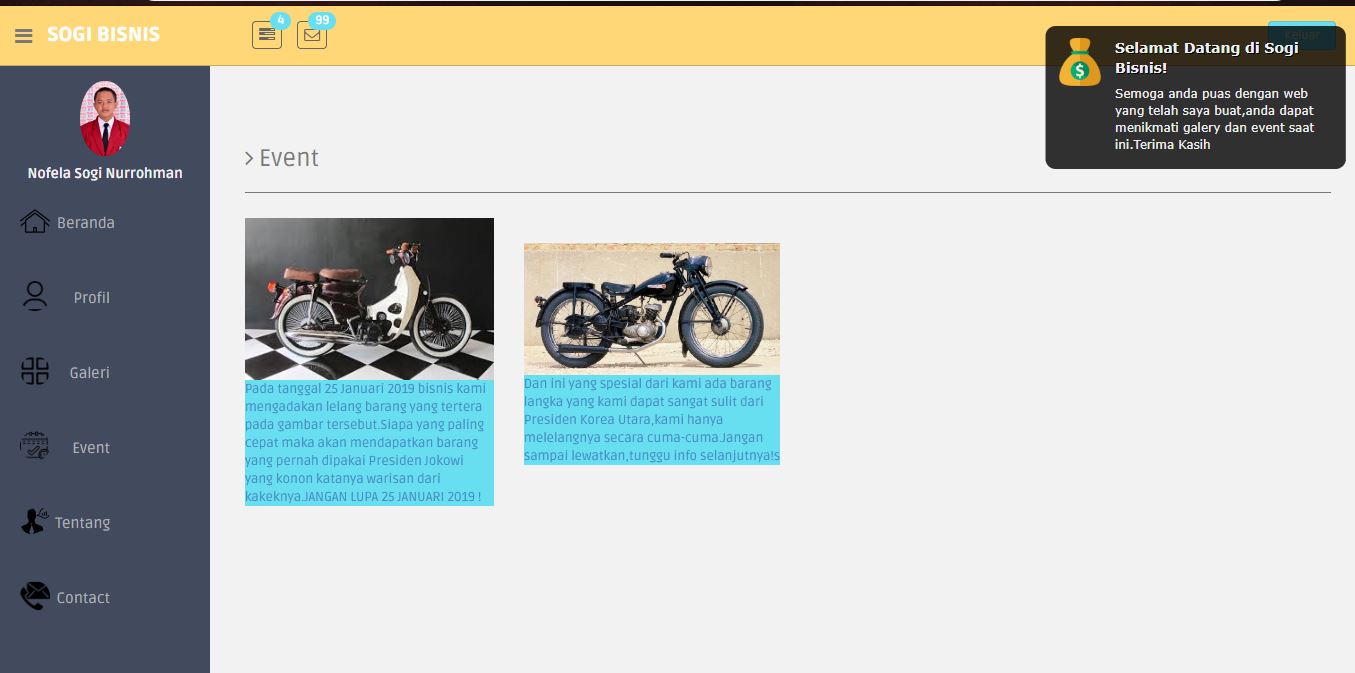 SOGI BISNIS
4
99
Keluar
Selamat Datang di Sogi
Bisnis!
Semoga anda puas dengan web
yang telah saya buat,anda dapat
menikmati galery dan event saat
ini.Terima Kasih
Nofela Sogi Nurrohman
Beranda
Profil
Galeri
Event
Tentang
Contact
Event
Pada tanggal 25 Januari 2019 bisnis kami
mengadakan lelang barang yang tertera
pada gambar tersebut.Siapa yang paling
cepat maka akan mendapatkan barang
yang pernah dipakai Presiden Jokowi
yang konon katanya warisan dari
kakeknya.JANGAN LUPA 25 JANUARI 2019 !
Dan ini yang spesial dari kami ada barang
langka yang kami dapat sangat sulit dari
Presiden Korea Utara,kami hanya
melelangnya secara cuma-cuma.Jangan
sampai lewatkan,tunggu info selanjutnya!s